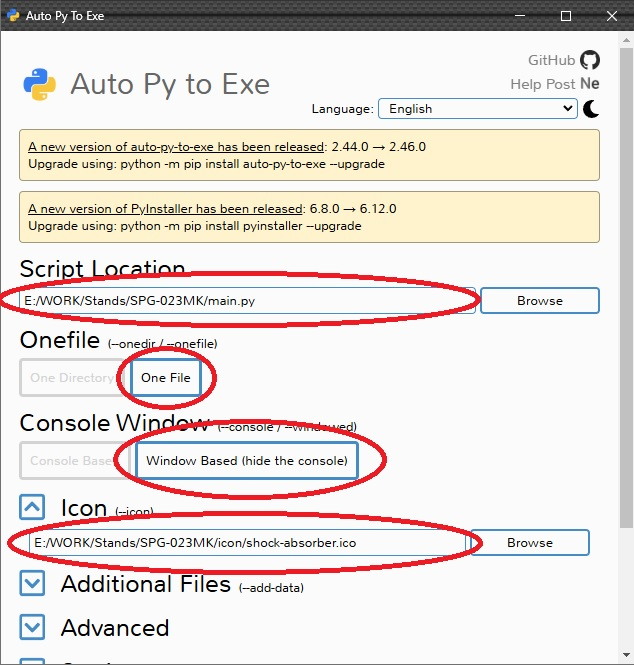 Auto Py To Exe
GitHub
Auto Py to Exe
Help Post Ne
Language: English
A new version of auto-py-to-exe has been released: 2.44.0 → 2.46.0
Upgrade using: python -m pip install auto-py-to-exe --upgrade
A new version of PyInstaller has been released: 6.8.0 → 6.12.0
Upgrade using: python -m pip install pyinstaller --upgrade
Script Location
E:/WORK/Stands/SPG-023MK/main.py Browse
Onefile (--onedir / --onefile)
One Directory One File
Console Window (--console / --windowed)
Console Based Window Based (hide the console)
Icon (--icon)
E:/WORK/Stands/SPG-023MK/icon/shock-absorber.ico Browse
Additional Files (--add-data)
Advanced